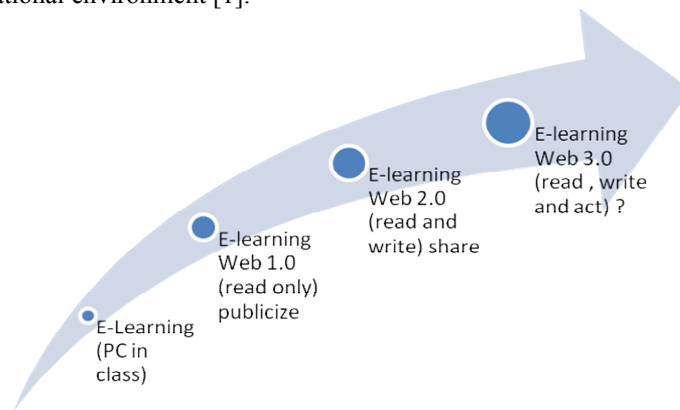 ational environment [1].
E-learning
Web 3.0
(read , write
and act) ?
E-learning
Web 2.0
(read and
write) share
E-learning
Web 1.0
(read only)
publicize
E-Learning
(PC in
class)